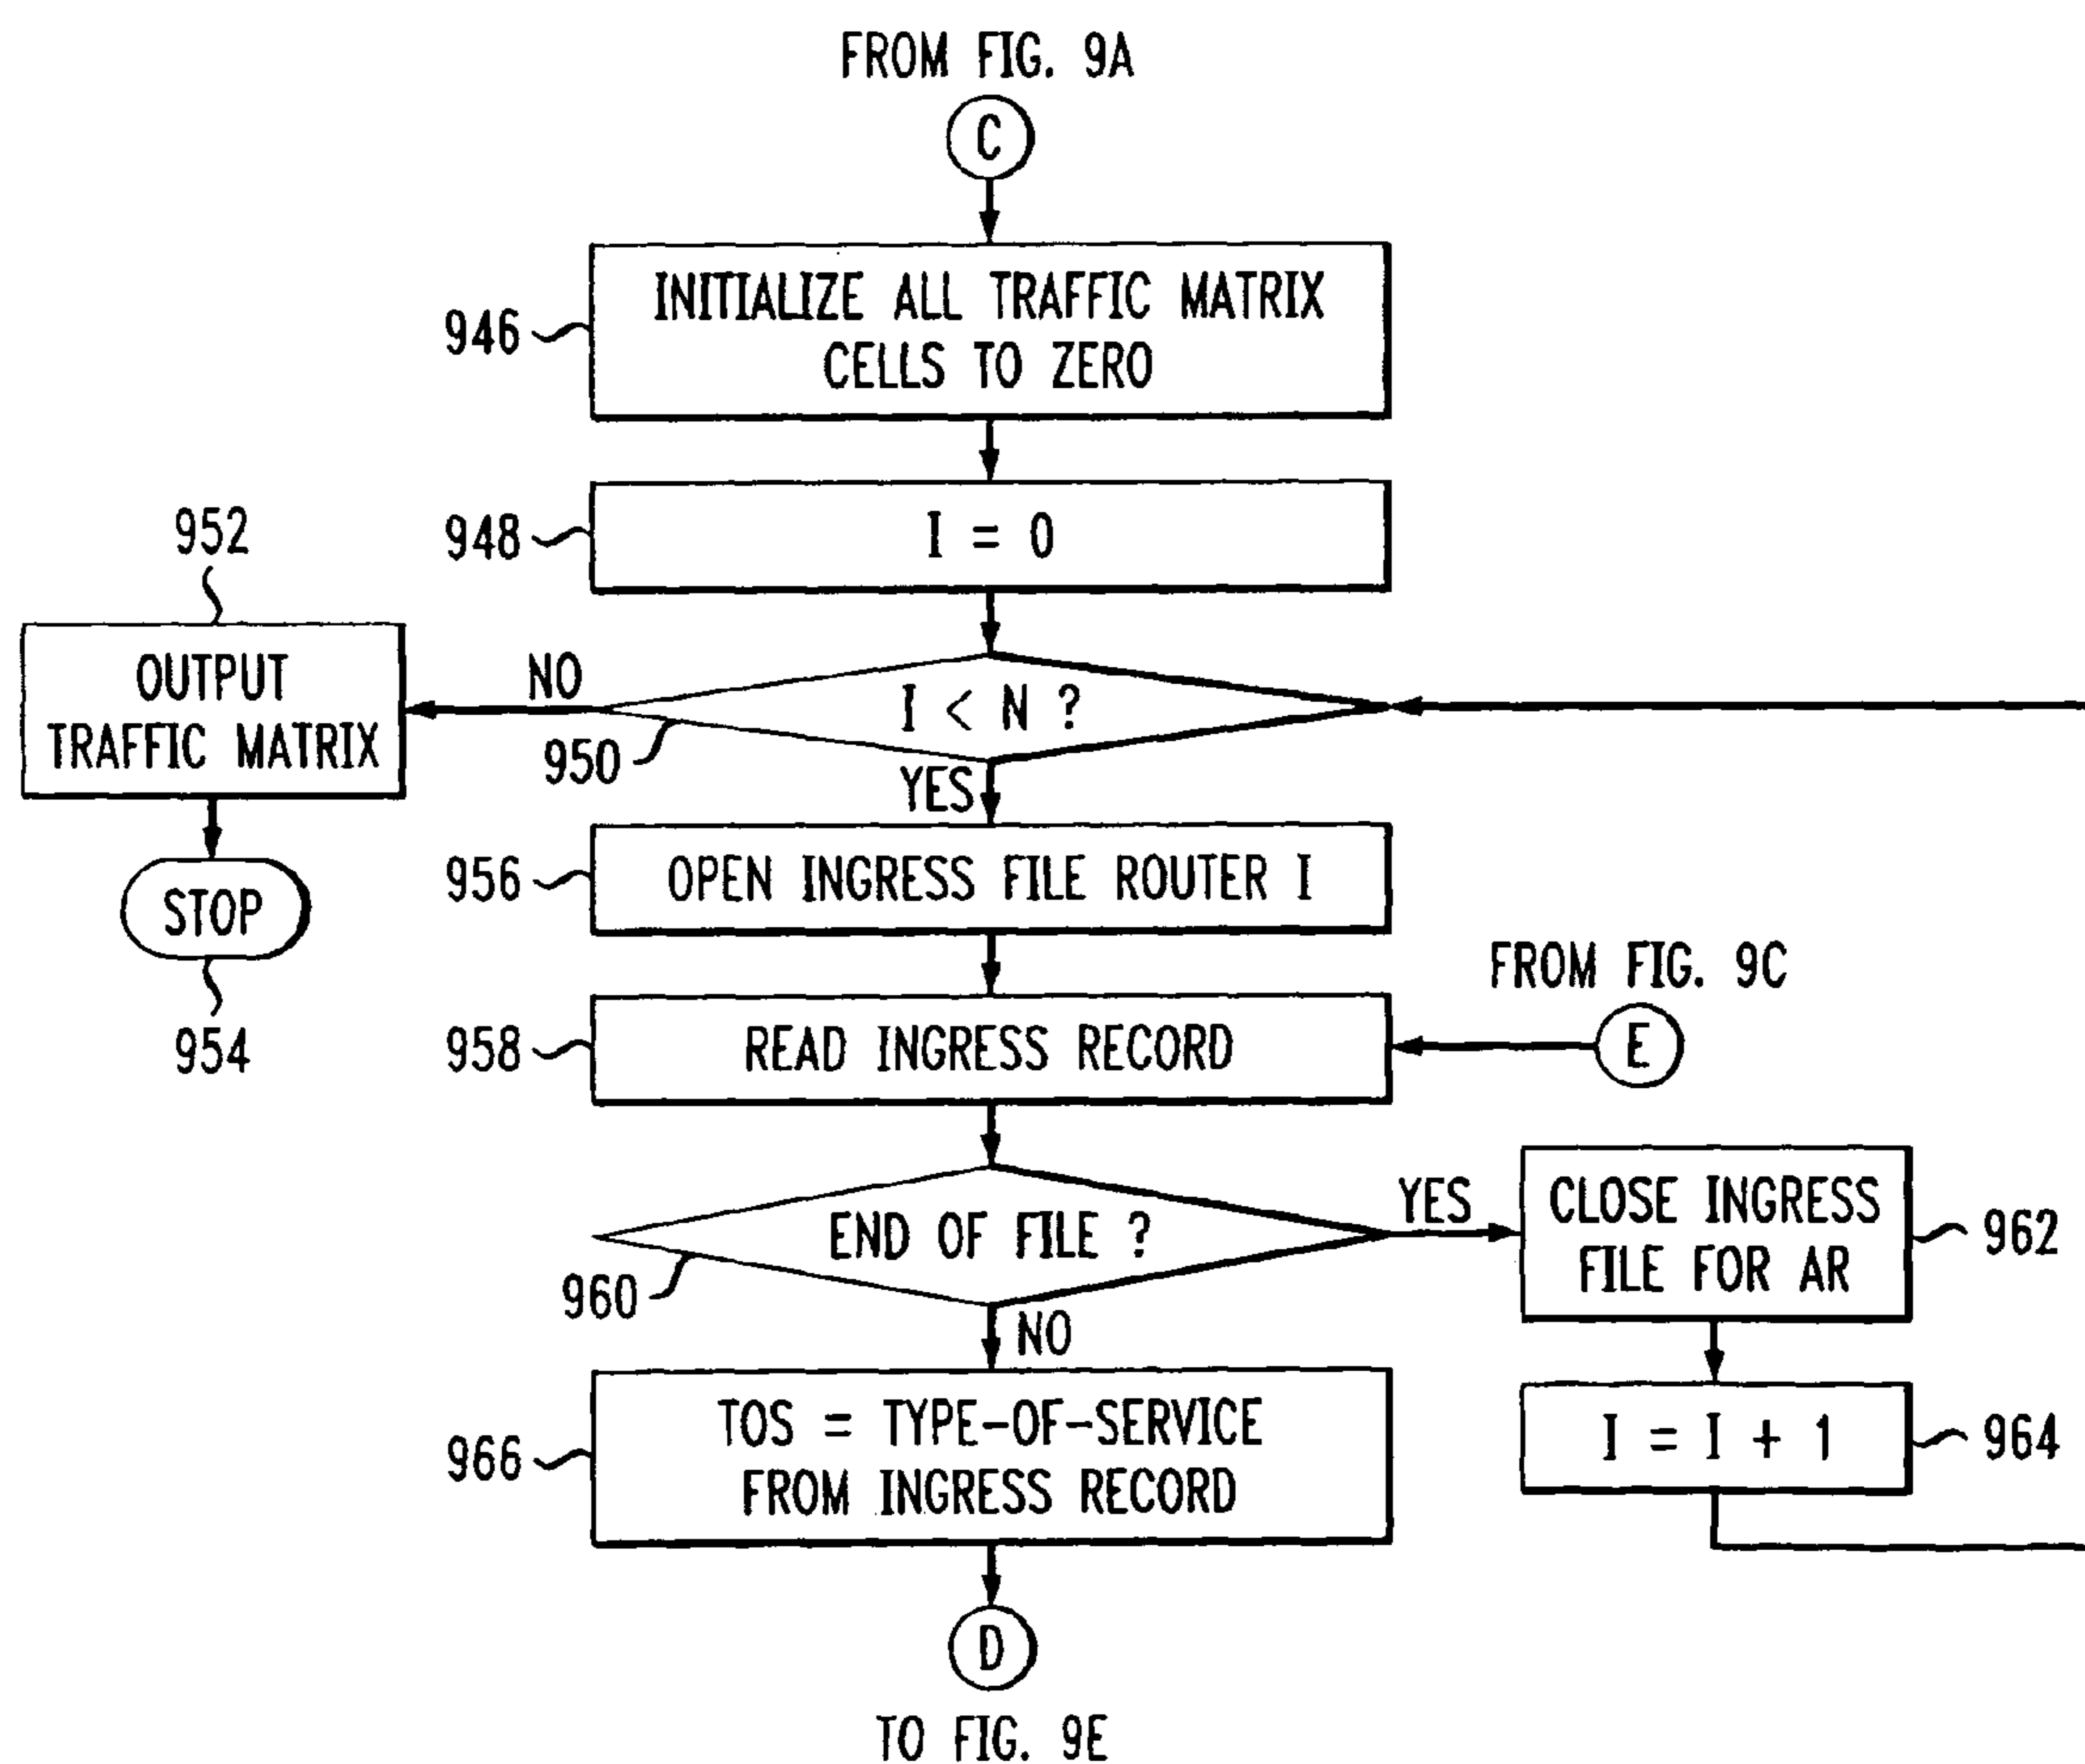 FROM FIG. 9A
C
INITIALIZE ALL TRAFFIC MATRIX
CELLS TO ZERO
946
I = 0
948
952
OUTPUT
TRAFFIC MATRIX
NO
I < N ?
950
YES
STOP
954
OPEN INGRESS FILE ROUTER I
956
FROM FIG. 9C
E
READ INGRESS RECORD
958
END OF FILE ?
960
YES
CLOSE INGRESS
FILE FOR AR
962
I = I + 1
964
NO
TOS = TYPE-OF-SERVICE
FROM INGRESS RECORD
966
D
TO FIG. 9E